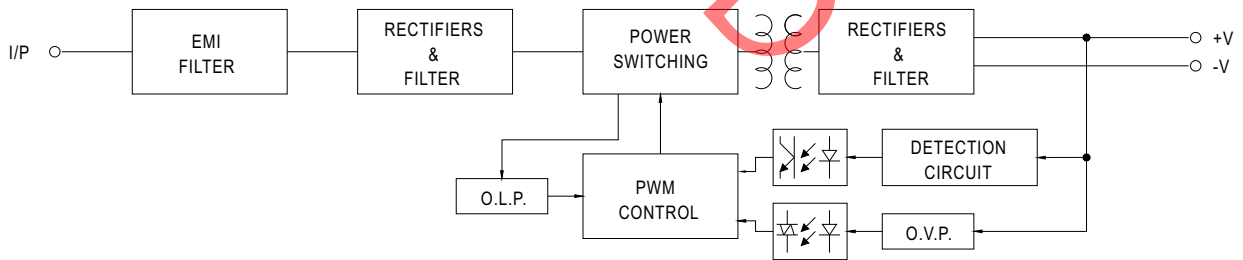 I/P
EMI
FILTER
RECTIFIERS
&
FILTER
POWER
SWITCHING
RECTIFIERS
&
FILTER
+V
-V
O.L.P.
PWM
CONTROL
DETECTION
CIRCUIT
O.V.P.